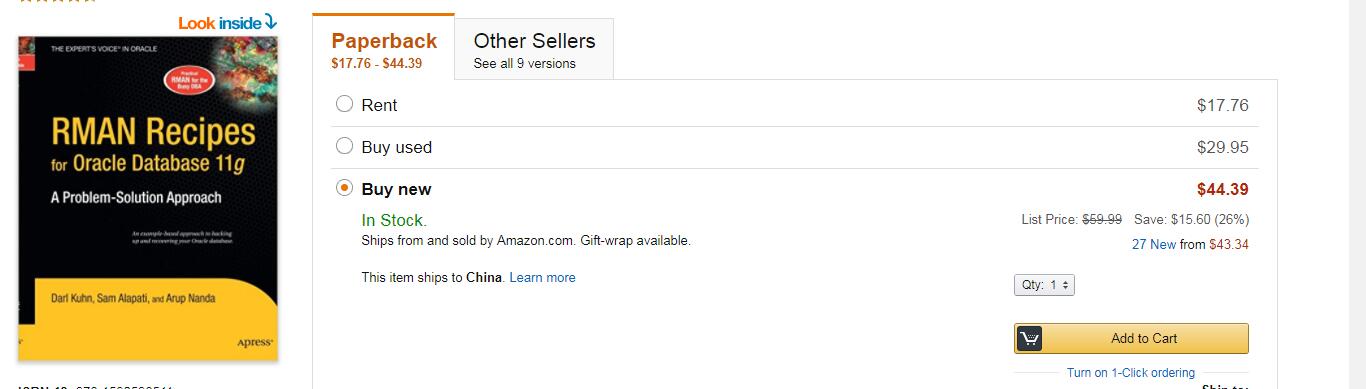 Look inside
THE EXPERT'S VOICE® IN ORACLE
Practical
RMAN for the
Busy DBA
RMAN Recipes
for Oracle Database 11g
A Problem-Solution Approach
An example-based approach to backing
up and recovering your Oracle database.
Darl Kuhn, Sam Alapati, and Arup Nanda
Apress®
Paperback
$17.76 - $44.39
Other Sellers
See all 9 versions
Rent $17.76
Buy used $29.95
Buy new $44.39
In Stock. List Price: $59.99 Save: $15.60 (26%)
Ships from and sold by Amazon.com. Gift-wrap available.
27 New from $43.34
This item ships to China. Learn more
Qty: 1
Add to Cart
Turn on 1-Click ordering
Ship to: